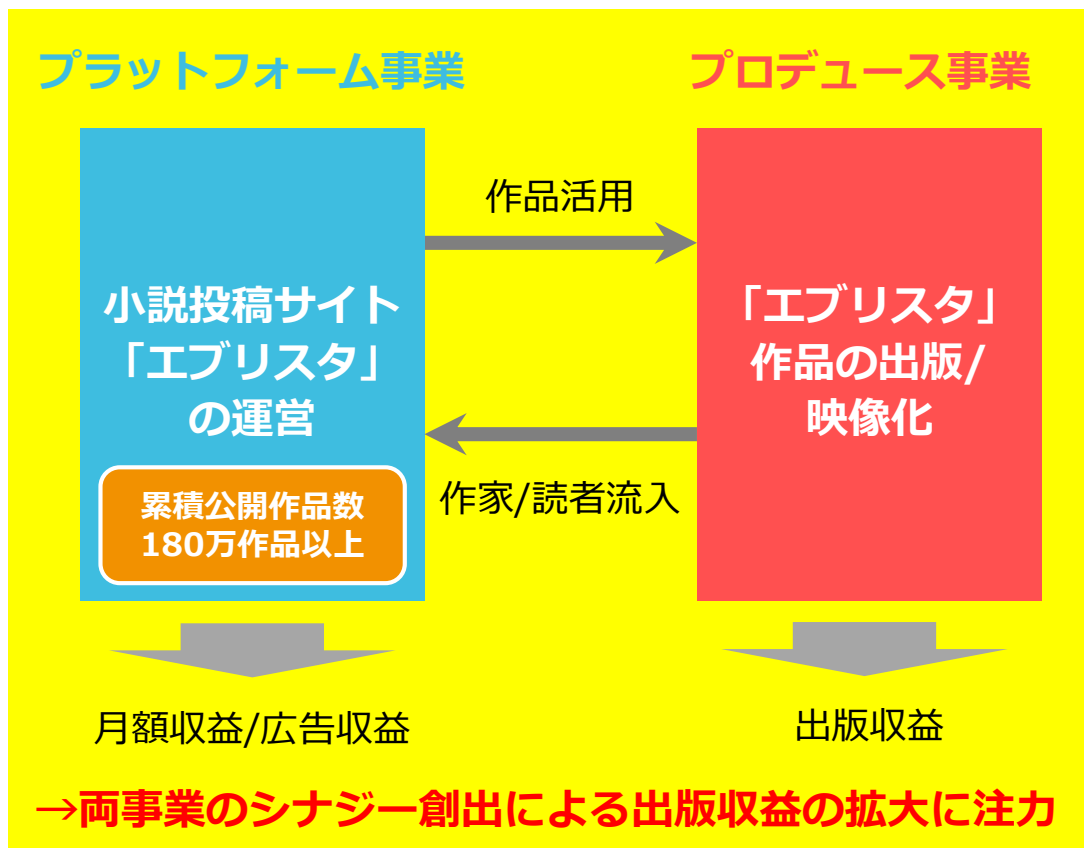 プラットフォーム事業
プロデュース事業
小説投稿サイト
「エブリスタ」
の運営
累積公開作品数
180万作品以上
作品活用
作家/読者流入
「エブリスタ」
作品の出版/
映像化
月額収益/広告収益
出版収益
→両事業のシナジー創出による出版収益の拡大に注力